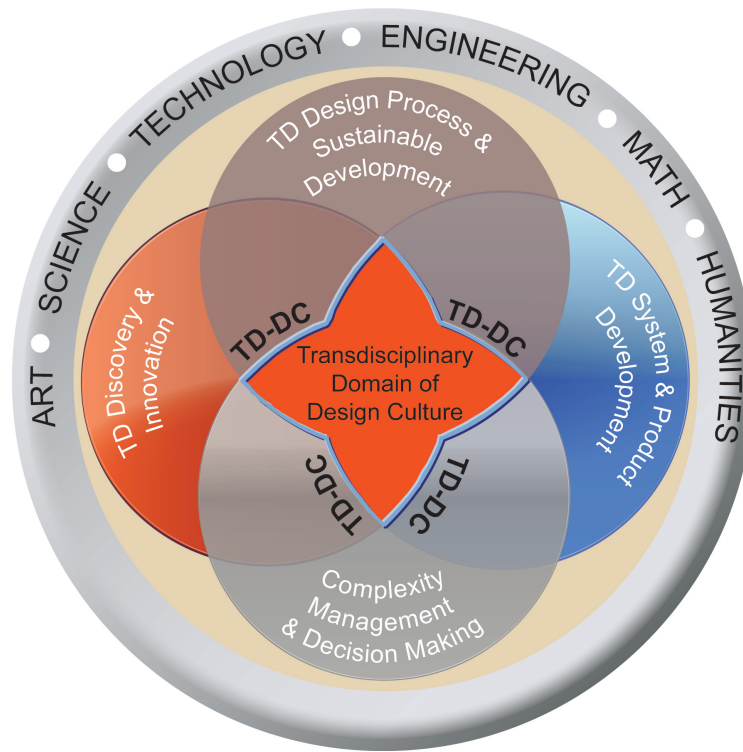 ART • SCIENCE • TECHNOLOGY • ENGINEERING • MATH • HUMANITIES
TD Design Process &
Sustainable
Development
TD Discovery &
Innovation
TD System & Product
Development
TD-DC
TD-DC
Transdisciplinary
Domain of
Design Culture
TD-DC
TD-DC
Complexity
Management
& Decision Making